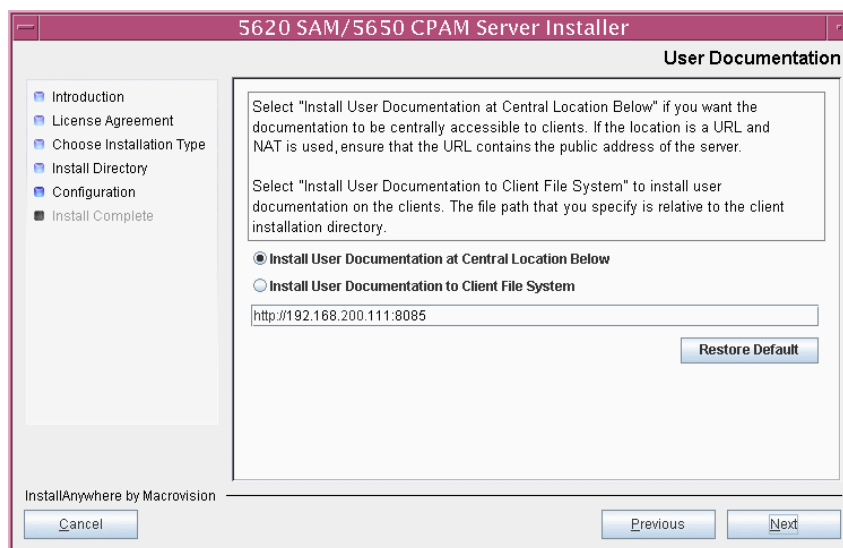 5620 SAM/5650 CPAM Server Installer
User Documentation
Introduction
License Agreement
Choose Installation Type
Install Directory
Configuration
Install Complete
Select "Install User Documentation at Central Location Below" if you want the
documentation to be centrally accessible to clients. If the location is a URL and
NAT is used, ensure that the URL contains the public address of the server.
Select "Install User Documentation to Client File System" to install user
documentation on the clients. The file path that you specify is relative to the client
installation directory.
Install User Documentation at Central Location Below
Install User Documentation to Client File System
http://192.168.200.111:8085
Restore Default
InstallAnywhere by Macrovision
Cancel
Previous
Next